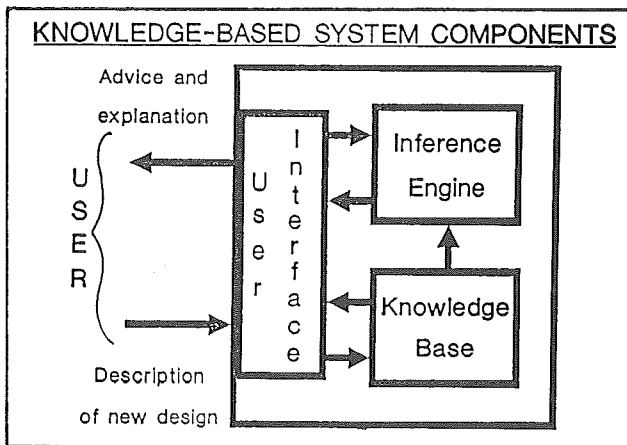 KNOWLEDGE-BASED SYSTEM COMPONENTS
Advice and
explanation
USER
User
Interface
Inference
Engine
Knowledge
Base
Description
of new design